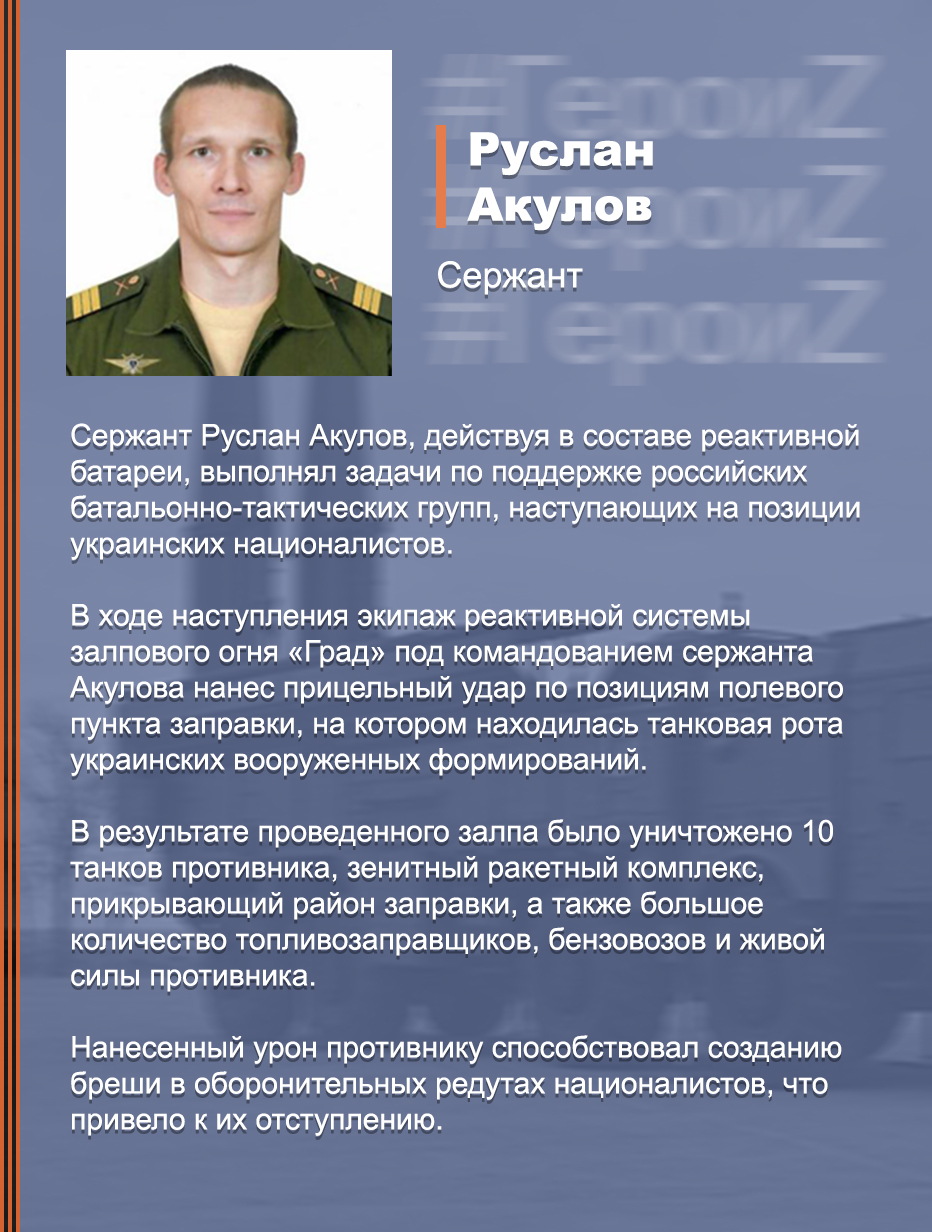 #ГероиZ
Руслан
#ГероиZ
Акулов
Сержант
#ГероиZ
Сержант Руслан Акулов, действуя в составе реактивной
батареи, выполнял задачи по поддержке российских
батальонно-тактических групп, наступающих на позиции
украинских националистов.
В ходе наступления экипаж реактивной системы
залпового огня «Град» под командованием сержанта
Акулова нанес прицельный удар по позициям полевого
пункта заправки, на котором находилась танковая рота
украинских вооруженных формирований.
В результате проведенного залпа было уничтожено 10
танков противника, зенитный ракетный комплекс,
прикрывающий район заправки, а также большое
количество топливозаправщиков, бензовозов и живой
силы противника.
Нанесенный урон противнику способствовал созданию
бреши в оборонительных редутах националистов, что
привело к их отступлению.